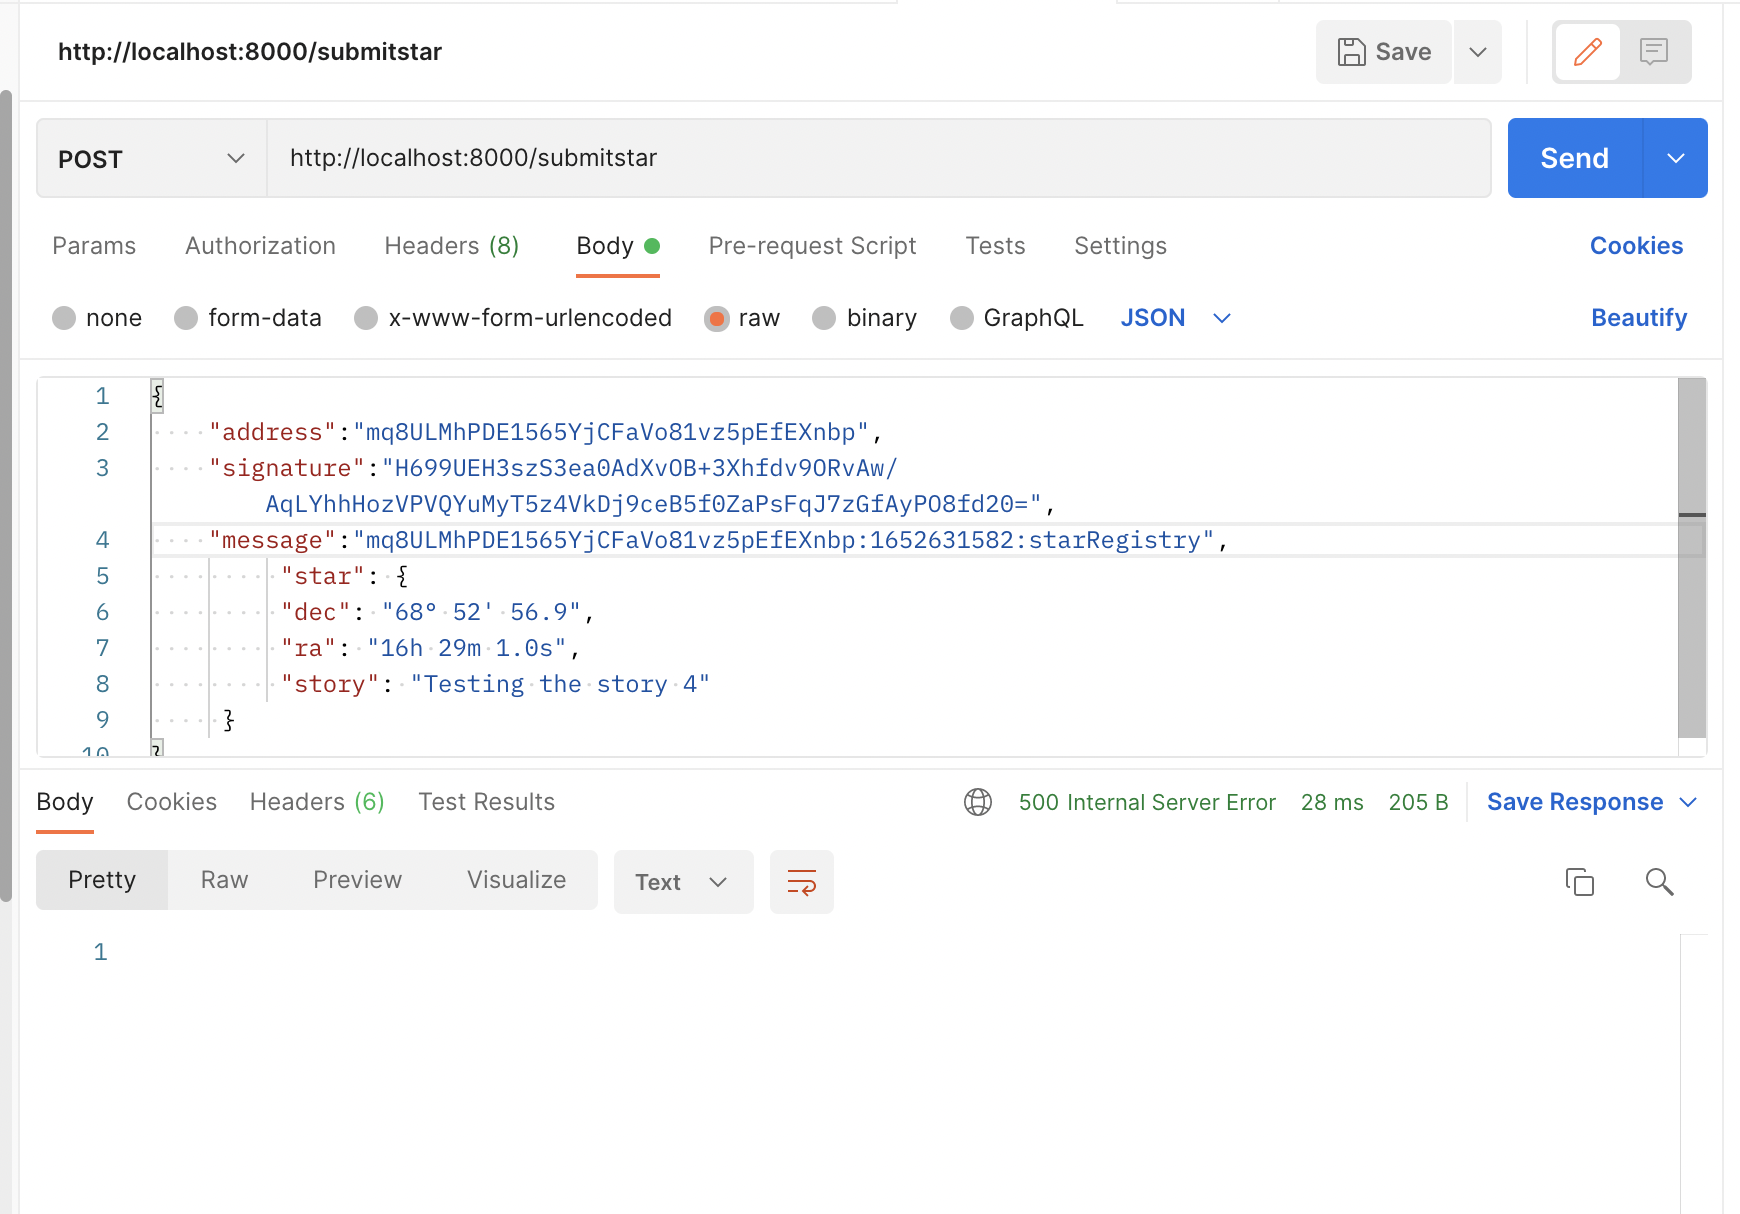 http://localhost:8000/submitstar
Save
POST
http://localhost:8000/submitstar
Send
Params Authorization Headers (8) Body Pre-request Script Tests Settings Cookies
none form-data x-www-form-urlencoded raw binary GraphQL JSON Beautify
1 {
2 "address":"mq8ULMhPDE1565YjCFaVo81vz5pEfEXnbp",
3 "signature":"H699UEH3szS3ea0AdXvOB+3Xhfdv9ORvAw/
AqLYhhHozVPVQYuMyT5z4VkDj9ceB5f0ZaPsFqJ7zGfAyPO8fd20=",
4 "message":"mq8ULMhPDE1565YjCFaVo81vz5pEfEXnbp:1652631582:starRegistry",
5 "star": {
6 "dec": "68° 52' 56.9",
7 "ra": "16h 29m 1.0s",
8 "story": "Testing the story 4"
9 }
10 }
Body Cookies Headers (6) Test Results 500 Internal Server Error 28 ms 205 B Save Response
Pretty Raw Preview Visualize Text
1